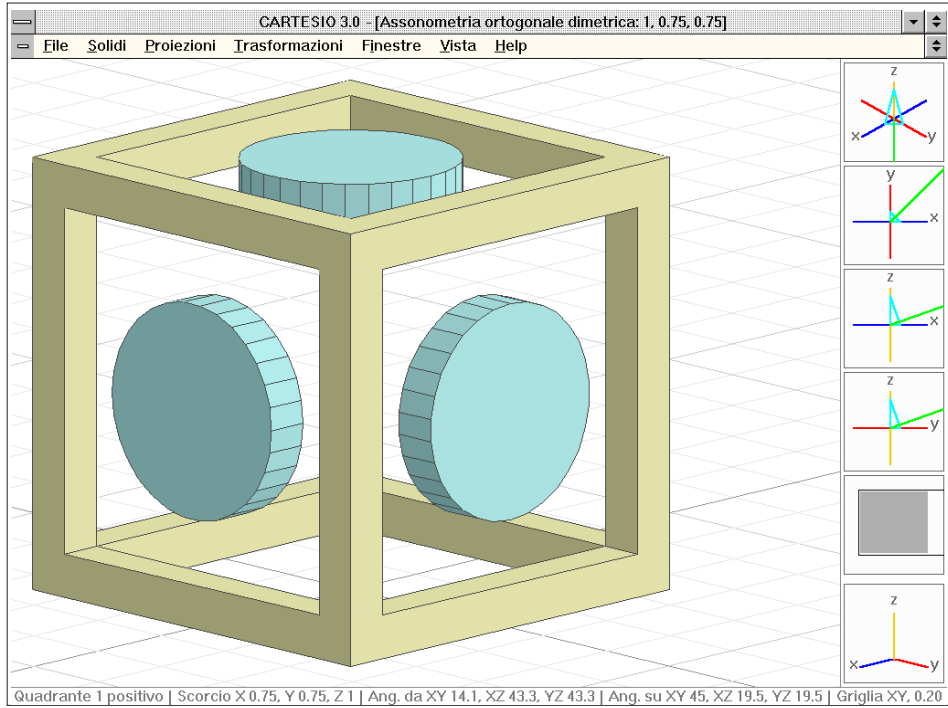 CARTESIO 3.0 - [Assonometria ortogonale dimetrica: 1, 0.75, 0.75]
File Solidi Proiezioni Trasformazioni Finestre Vista Help
z
x y
y
x
z
x
z
y
z
x y
Quadrante 1 positivo | Scorcio X 0.75, Y 0.75, Z 1 | Ang. da XY 14.1, XZ 43.3, YZ 43.3 | Ang. su XY 45, XZ 19.5, YZ 19.5 | Griglia XY, 0.20